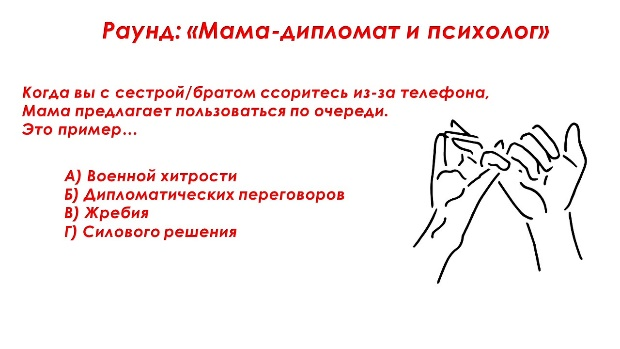 Раунд: «Мама-дипломат и психолог»
Когда вы с сестрой/братом ссоритесь из-за телефона,
Мама предлагает пользоваться по очереди.
Это пример…
А) Военной хитрости
Б) Дипломатических переговоров
В) Жребия
Г) Силового решения